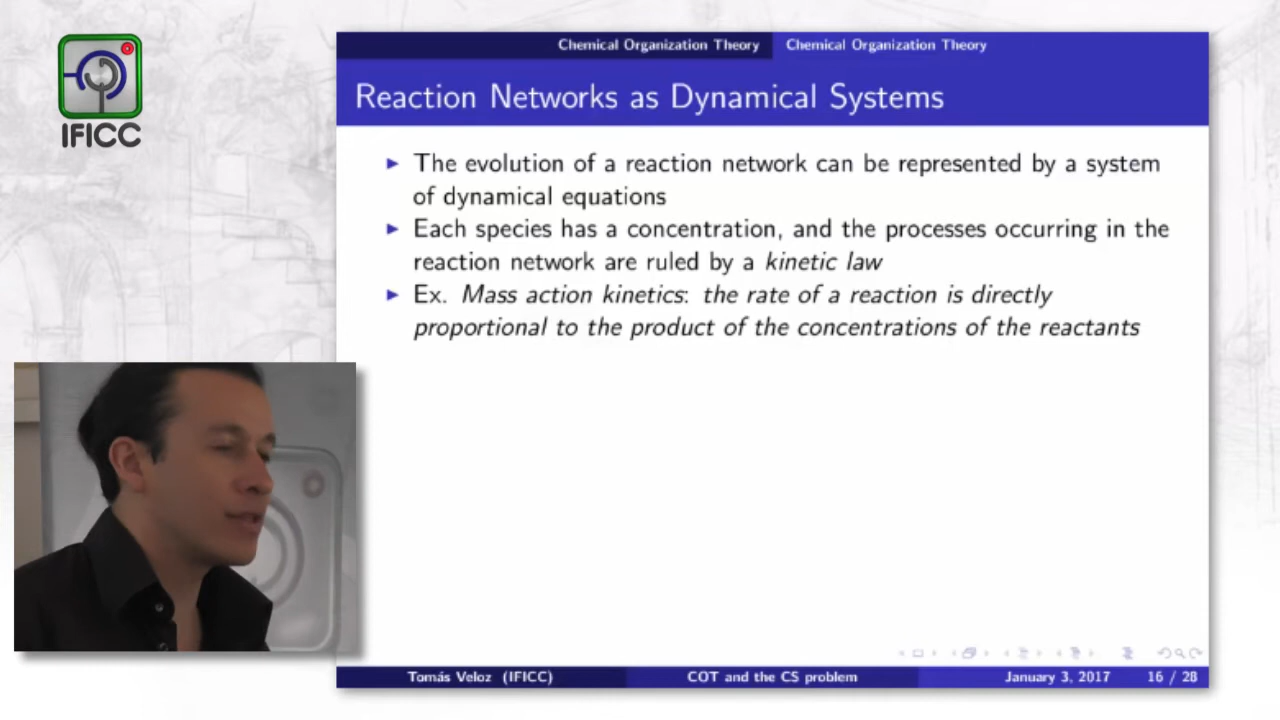 IFICC
Chemical Organization Theory Chemical Organization Theory
Reaction Networks as Dynamical Systems
The evolution of a reaction network can be represented by a system
of dynamical equations
Each species has a concentration, and the processes occurring in the
reaction network are ruled by a kinetic law
Ex. Mass action kinetics: the rate of a reaction is directly
proportional to the product of the concentrations of the reactants
Tomás Veloz (IFICC) COT and the CS problem January 3, 2017 16 / 28